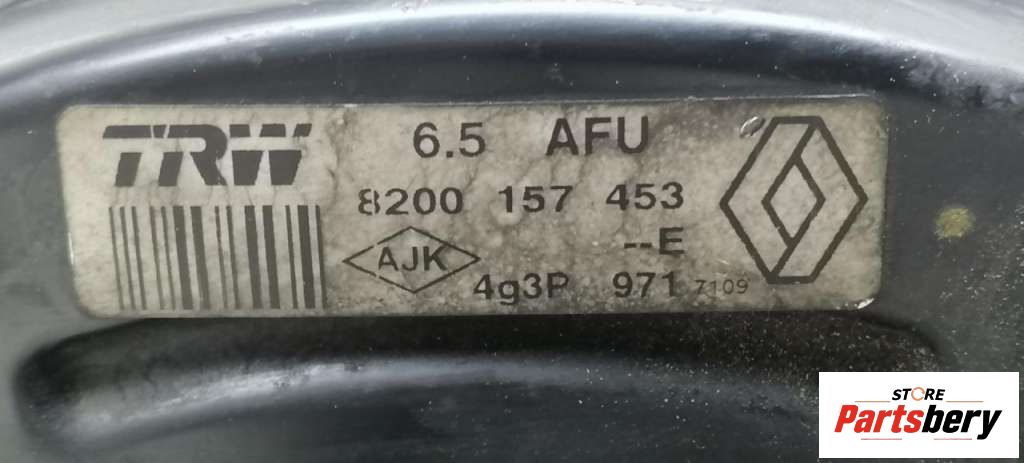 TRW
6.5 AFU
8200 157 453
--E
AJK
4g3P 971 7109
STORE
Partsbery